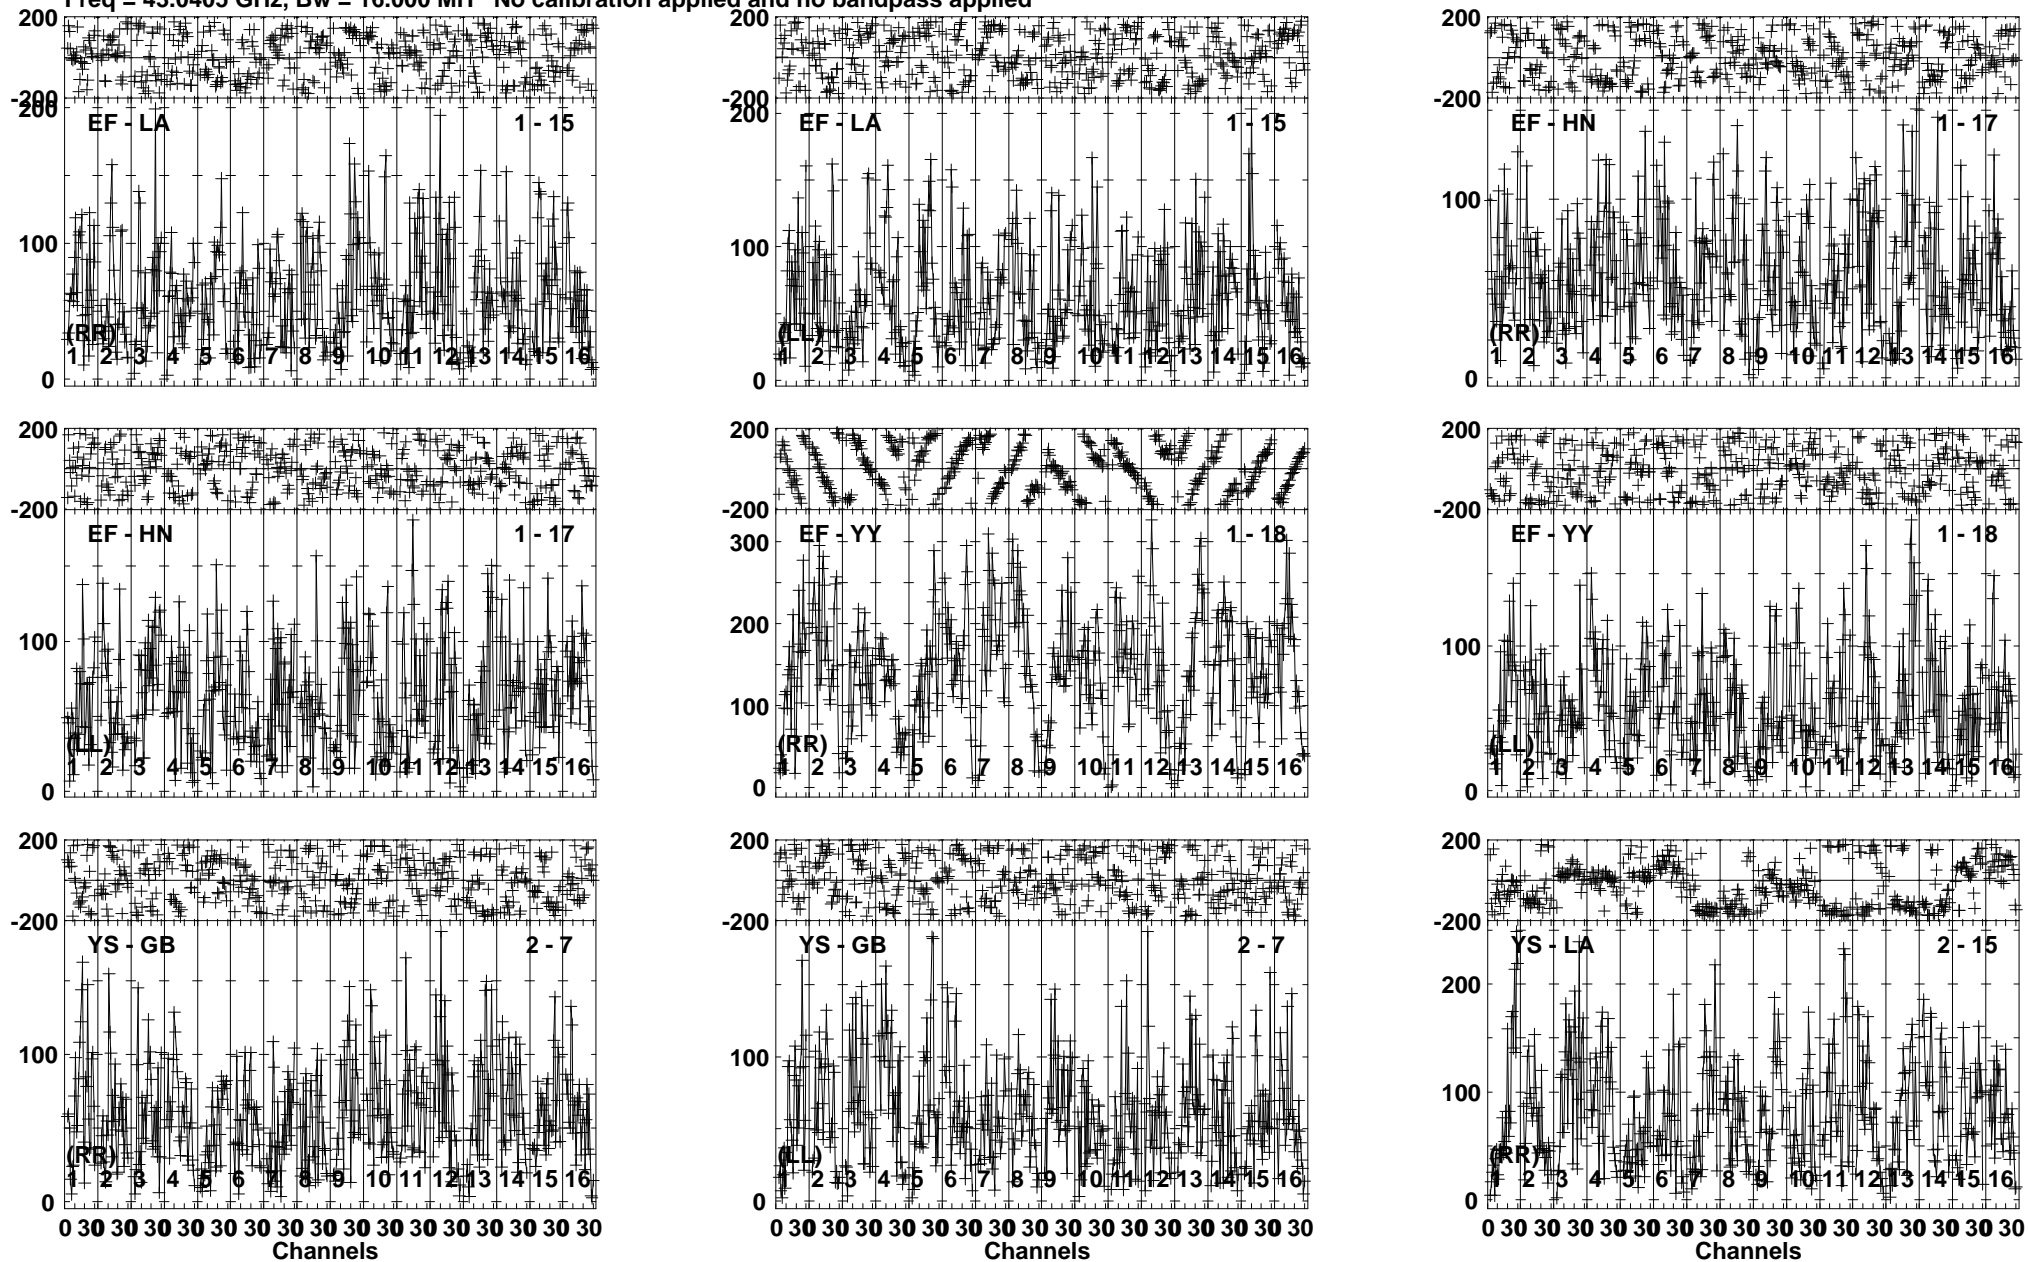 Freq = 43.0405 GHz, Bw = 16.000 MH No calibration applied and no bandpass applied
200 200 200
-200 -200 -200
200 EF - LA 1 - 15 200 EF - LA 1 - 15 EF - HN 1 - 17
100 100 100
(RR) (LL) (RR)
1 2 3 4 5 6 7 8 9 10 11 12 13 14 15 16 1 2 3 4 5 6 7 8 9 10 11 12 13 14 15 16 1 2 3 4 5 6 7 8 9 10 11 12 13 14 15 16
0 0 0
200 200 200
-200 -200 -200
EF - HN 1 - 17 300 EF - YY 1 - 18 EF - YY 1 - 18
200
100 100 100
(LL) (RR) (LL)
1 2 3 4 5 6 7 8 9 10 11 12 13 14 15 16 1 2 3 4 5 6 7 8 9 10 11 12 13 14 15 16 1 2 3 4 5 6 7 8 9 10 11 12 13 14 15 16
0 0 0
200 200 200
-200 -200 -200
YS - GB 2 - 7 YS - GB 2 - 7 YS - LA 2 - 15
200
100 100 100
(RR) (LL) (RR)
1 2 3 4 5 6 7 8 9 10 11 12 13 14 15 16 1 2 3 4 5 6 7 8 9 10 11 12 13 14 15 16 1 2 3 4 5 6 7 8 9 10 11 12 13 14 15 16
0 0 0
0 30 30 30 30 30 30 30 30 30 30 30 30 30 30 30 30 0 30 30 30 30 30 30 30 30 30 30 30 30 30 30 30 30 0 30 30 30 30 30 30 30 30 30 30 30 30 30 30 30 30
Channels Channels Channels